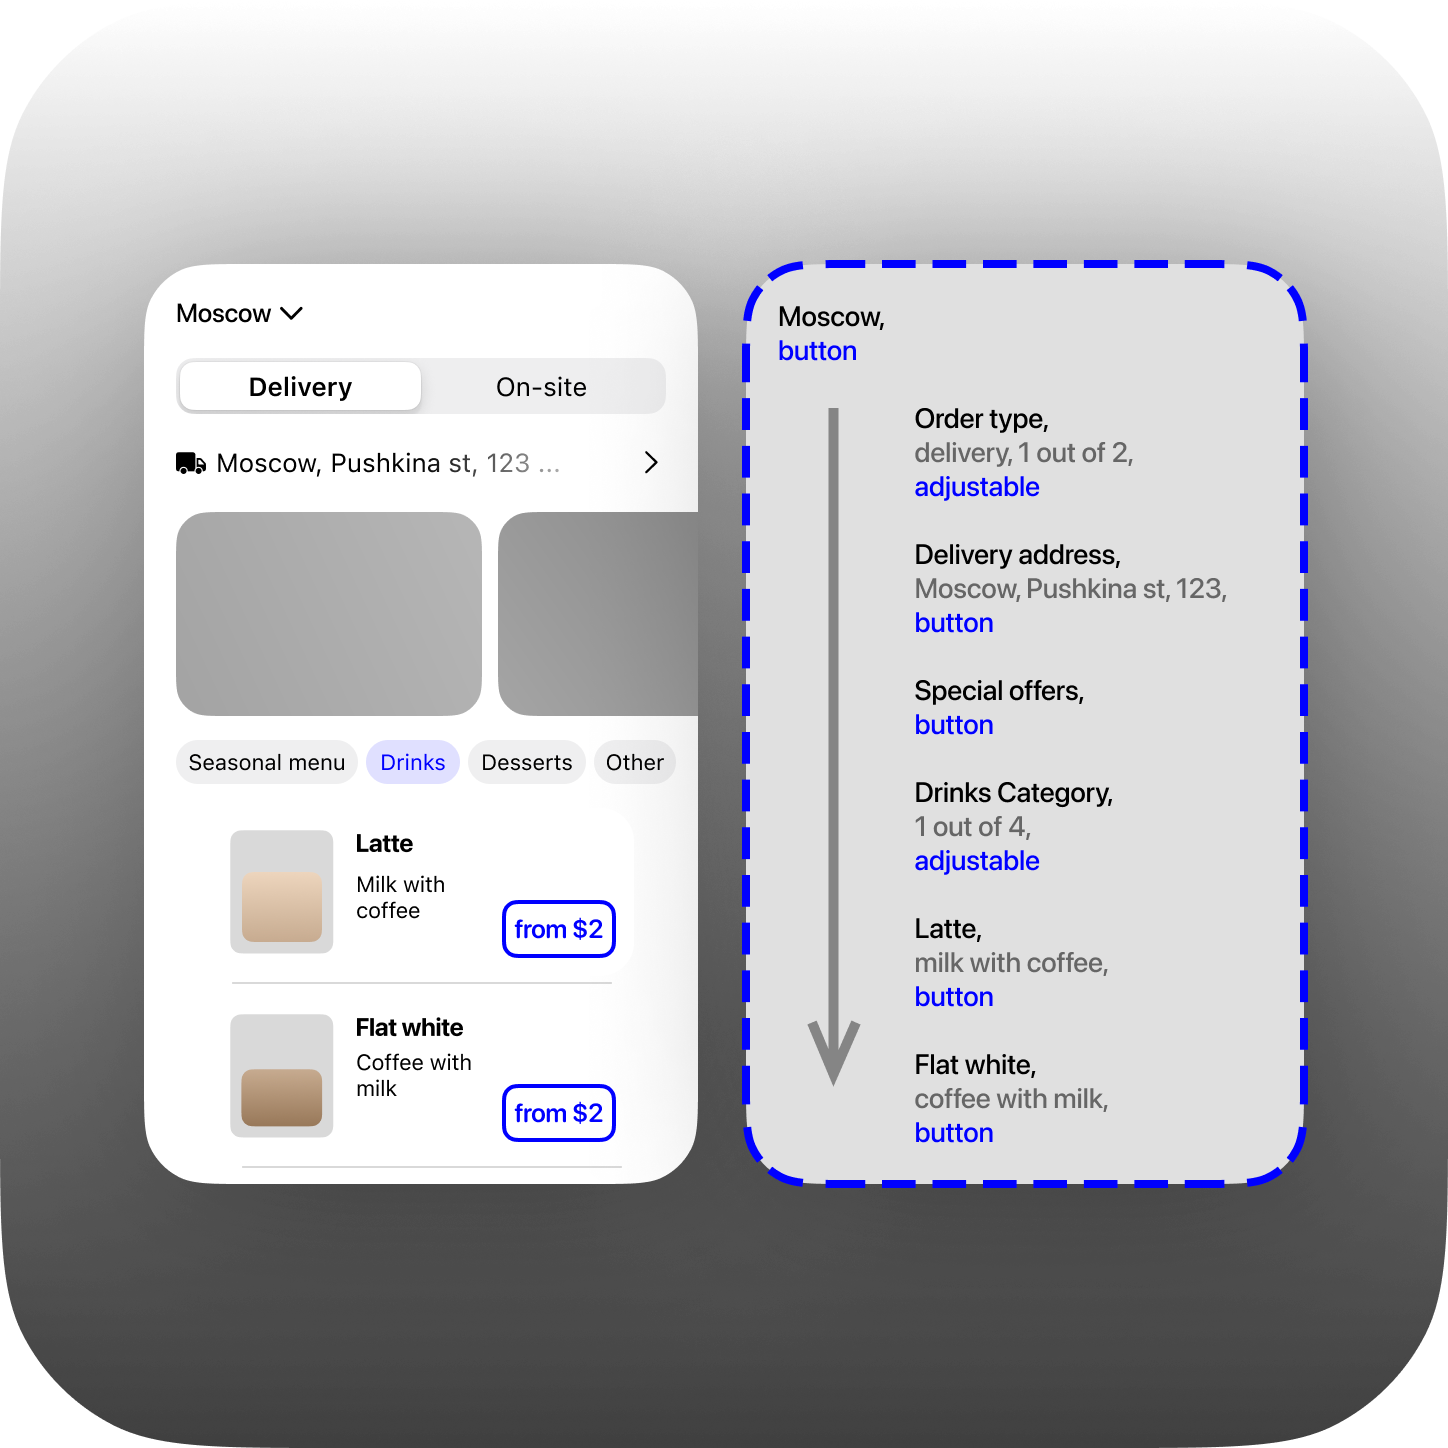 Moscow
Delivery
On-site
Moscow, Pushkina st, 123 ...
Seasonal menu
Drinks
Desserts
Other
Latte
Milk with
coffee
from $2
Flat white
Coffee with
milk
from $2
Moscow,
button
Order type,
delivery, 1 out of 2,
adjustable
Delivery address,
Moscow, Pushkina st, 123,
button
Special offers,
button
Drinks Category,
1 out of 4,
adjustable
Latte,
milk with coffee,
button
Flat white,
coffee with milk,
button